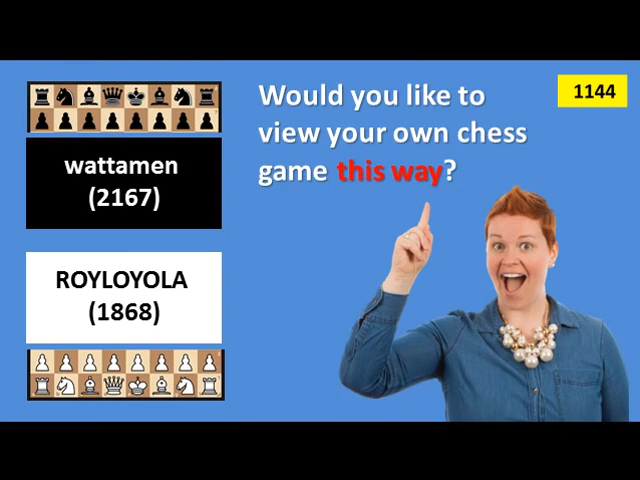 wattamen
(2167)
ROYLOYOLA
(1868)
Would you like to
view your own chess
game this way?
1144